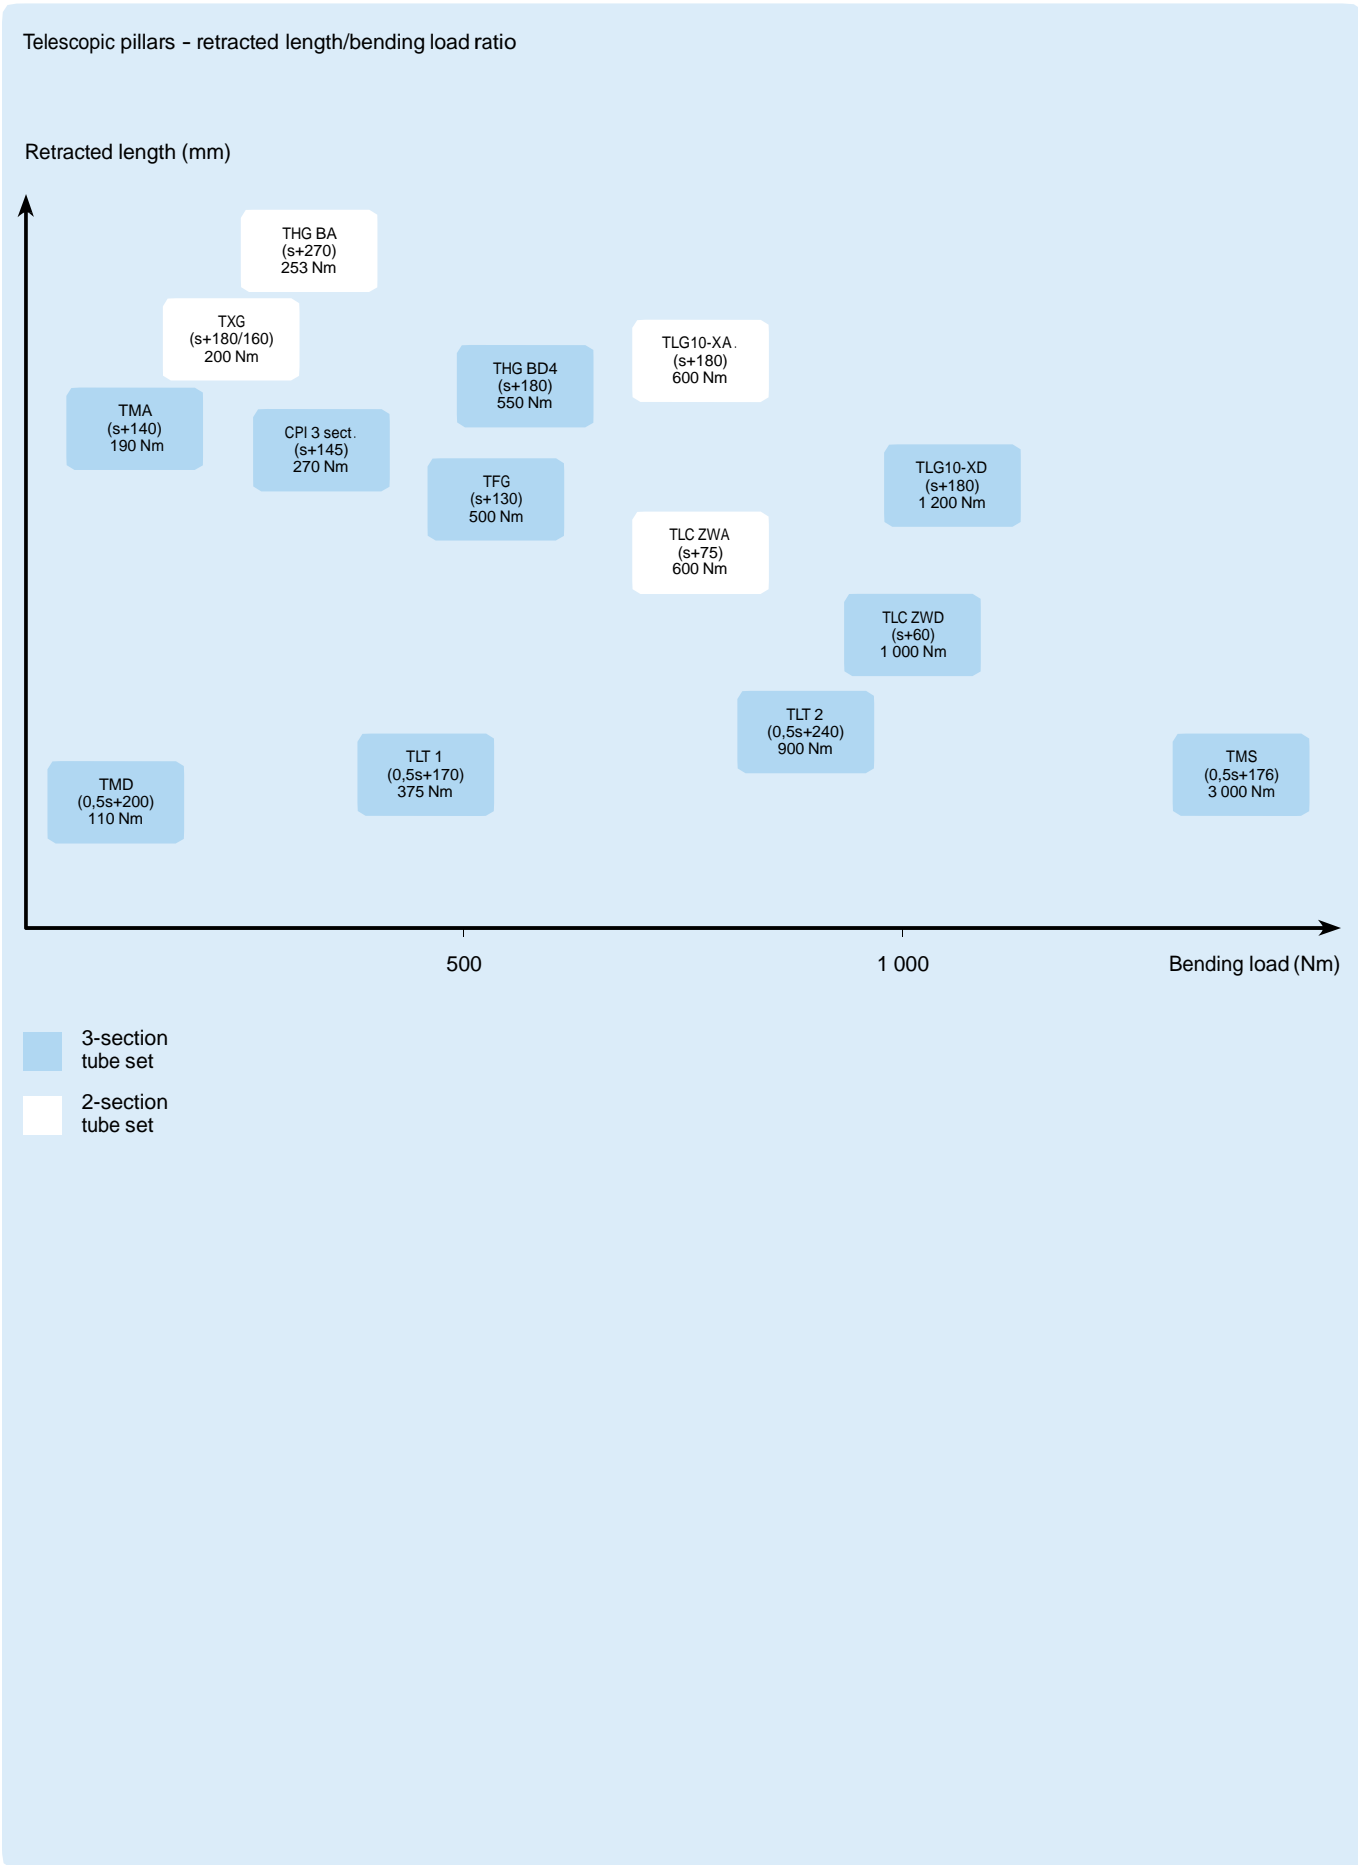 Telescopic pillars - retracted length/bending load ratio
Retracted length (mm)
THG BA
(s+270)
253 Nm
TXG
(s+180/160)
200 Nm
TLG10-XA.
(s+180)
600 Nm
THG BD4
(s+180)
550 Nm
TMA
(s+140)
190 Nm
CPI 3 sect.
(s+145)
270 Nm
TLG10-XD
(s+180)
1 200 Nm
TFG
(s+130)
500 Nm
TLC ZWA
(s+75)
600 Nm
TLC ZWD
(s+60)
1 000 Nm
TLT 2
(0,5s+240)
900 Nm
TLT 1
(0,5s+170)
375 Nm
TMS
(0,5s+176)
3 000 Nm
TMD
(0,5s+200)
110 Nm
500
1 000
Bending load (Nm)
3-section
tube set
2-section
tube set